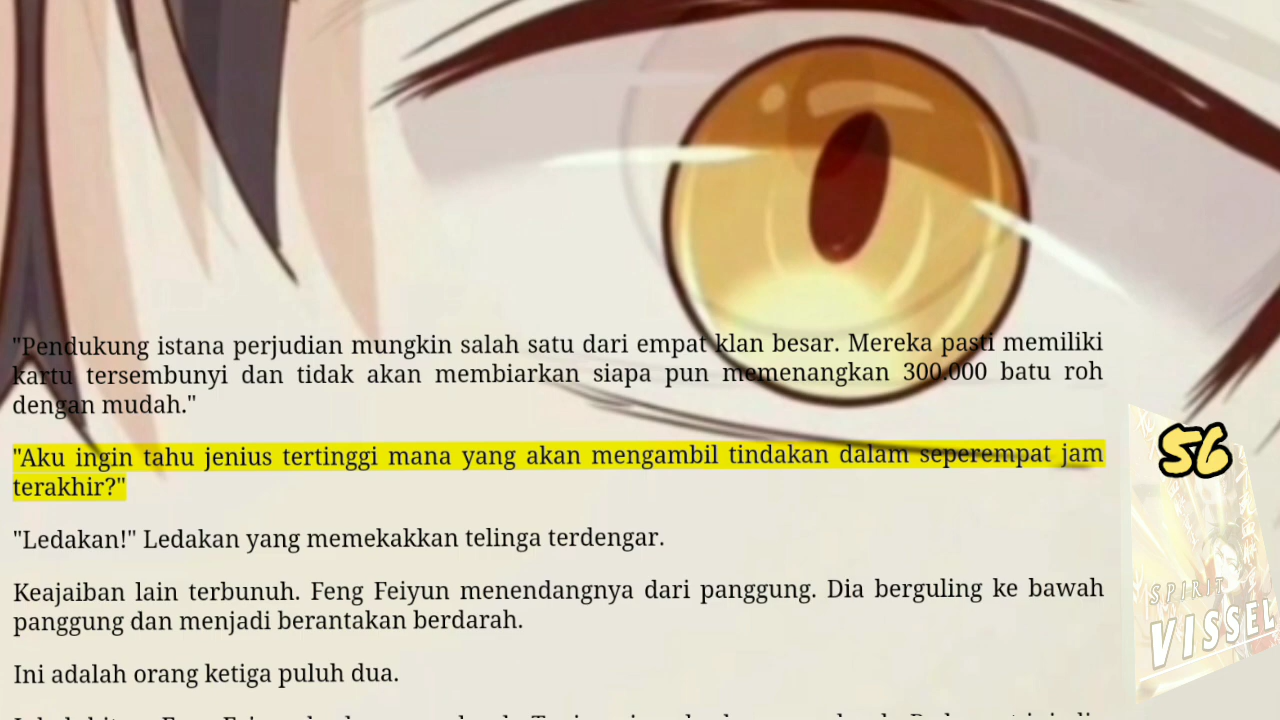 "Pendukung istana perjudian mungkin salah satu dari empat klan besar. Mereka pasti memiliki
kartu tersembunyi dan tidak akan membiarkan siapa pun memenangkan 300.000 batu roh
dengan mudah."
"Aku ingin tahu jenius tertinggi mana yang akan mengambil tindakan dalam seperempat jam
terakhir?"
"Ledakan!" Ledakan yang memekakkan telinga terdengar.
Keajaiban lain terbunuh. Feng Feiyun menendangnya dari panggung. Dia berguling ke bawah
panggung dan menjadi berantakan berdarah.
Ini adalah orang ketiga puluh dua.
56
SPIRIT
VISSEL